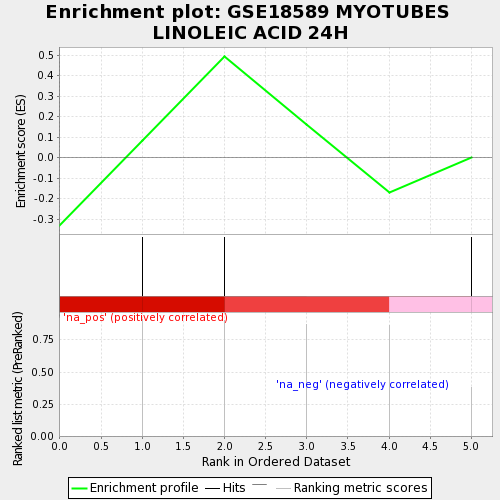 Enrichment plot: GSE18589 MYOTUBES
LINOLEIC ACID 24H
Enrichment score (ES)
0.5
0.4
0.3
0.2
0.1
0.0
-0.1
-0.2
-0.3
'na_pos' (positively correlated)
'na_neg' (negatively correlated)
Ranked list metric (PreRanked)
0.75
0.50
0.25
0.00
0.0 0.5 1.0 1.5 2.0 2.5 3.0 3.5 4.0 4.5 5.0
Rank in Ordered Dataset
Enrichment profile Hits Ranking metric scores